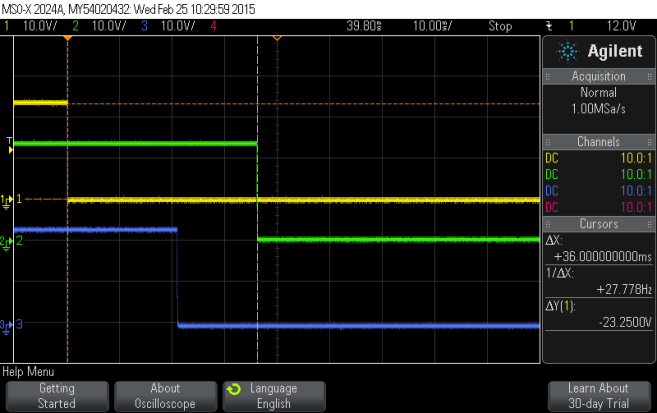 MSO-X 2024A, MY54020432: Wed Feb 25 10:29:59 2015
1 10.0V/ 2 10.0V/ 3 10.0V/ 4 39.80s 10.00s/ Stop 1 12.0V
Agilent
Acquisition
Normal
1.00MSa/s
Channels
DC 10.0:1
DC 10.0:1
DC 10.0:1
DC 10.0:1
Cursors
ΔX:
+36.000000000ms
1/ΔX:
+27.778Hz
ΔY(1):
-23.2500V
T
1 1
2 2
3 3
Help Menu
Getting
Started
About
Oscilloscope
Language
English
Learn About
30-day Trial